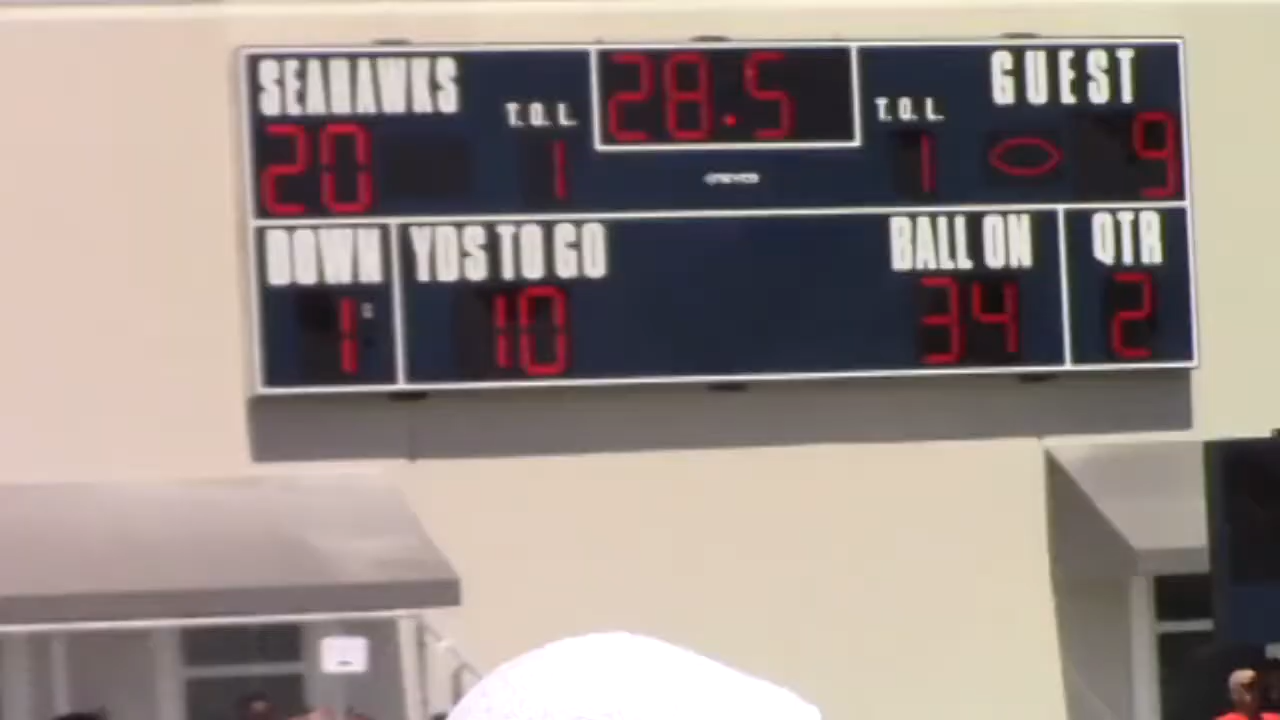 SEAHAWKS T.O.L. 28.5 T.O.L. GUEST
20 1 1 9
DOWN YDS TO GO BALL ON QTR
1 10 34 2